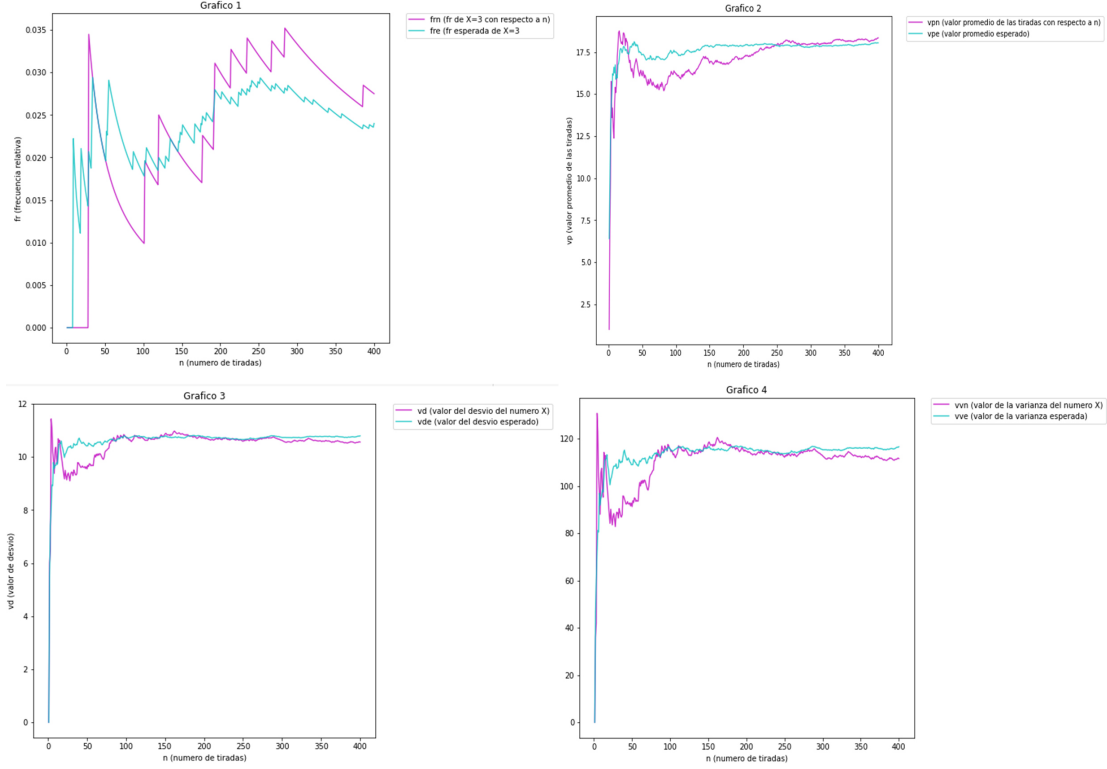 Grafico 1
frn (fr de X=3 con respecto a n)
fre (fr esperada de X=3
fr (frecuencia relativa)
0.035
0.030
0.025
0.020
0.015
0.010
0.005
0.000
0 50 100 150 200 250 300 350 400
n (numero de tiradas)
Grafico 2
vpn (valor promedio de las tiradas con respecto a n)
vpe (valor promedio esperado)
vp (valor promedio de las tiradas)
17.5
15.0
12.5
10.0
7.5
5.0
2.5
0 50 100 150 200 250 300 350 400
n (numero de tiradas)
Grafico 3
vd (valor del desvio del numero X)
vde (valor del desvio esperado)
vd (valor de desvio)
12
10
8
6
4
2
0
0 50 100 150 200 250 300 350 400
n (numero de tiradas)
Grafico 4
vvn (valor de la varianza del numero X)
vve (valor de la varianza esperada)
120
100
80
60
40
20
0
0 50 100 150 200 250 300 350 400
n (numero de tiradas)